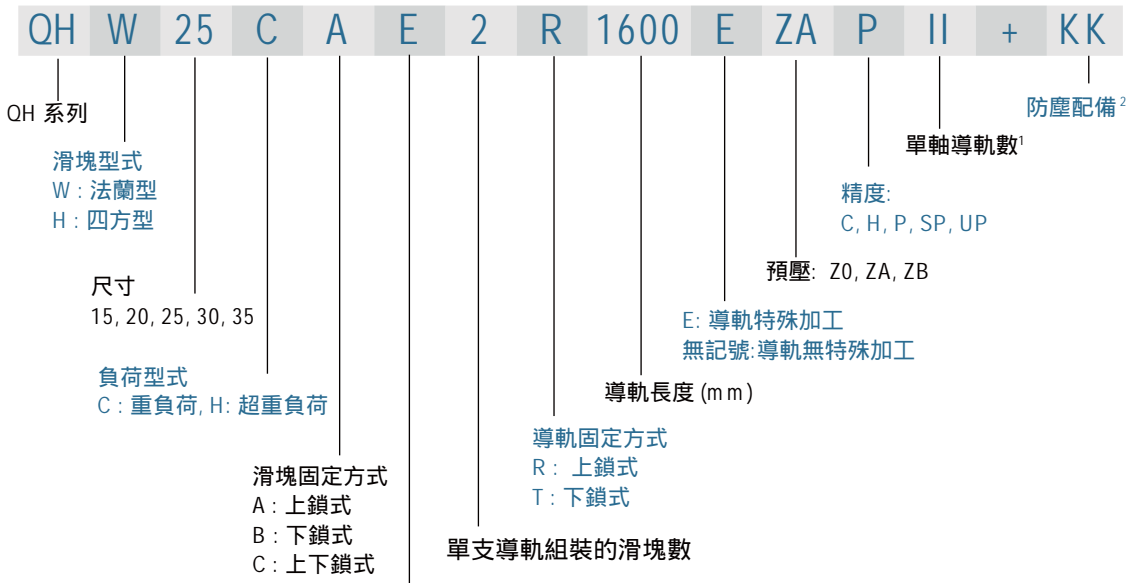 QH W 25 C A E 2 R 1600 E ZA P II + KK
QH 系列
防塵配備²
單軸導軌數¹
滑塊型式
W : 法蘭型
H : 四方型
精度:
C, H, P, SP, UP
預壓: Z0, ZA, ZB
尺寸
15, 20, 25, 30, 35
E: 導軌特殊加工
無記號:導軌無特殊加工
負荷型式
C : 重負荷, H: 超重負荷
導軌長度 (mm)
導軌固定方式
R : 上鎖式
T : 下鎖式
滑塊固定方式
A : 上鎖式
B : 下鎖式
C : 上下鎖式
單支導軌組裝的滑塊數